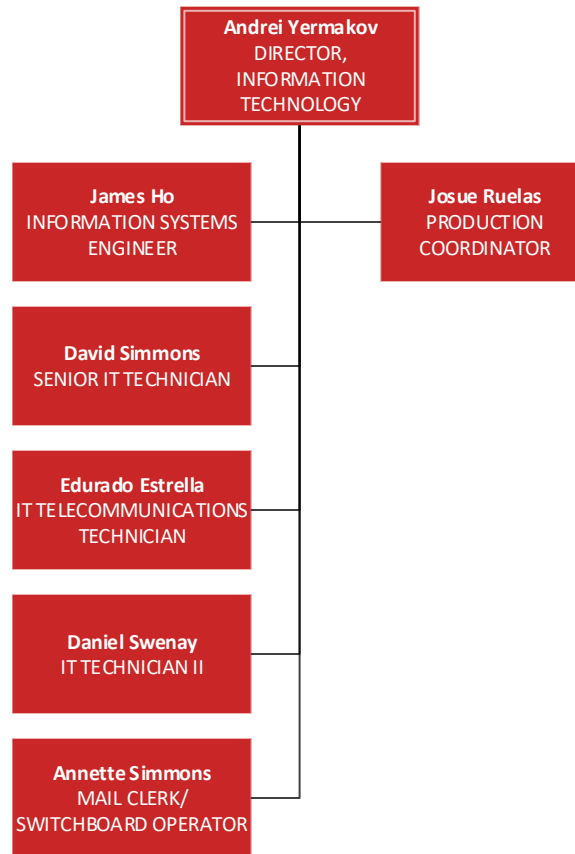 Andrei Yermakov
DIRECTOR,
INFORMATION
TECHNOLOGY
James Ho
INFORMATION SYSTEMS
ENGINEER
Josue Ruelas
PRODUCTION
COORDINATOR
David Simmons
SENIOR IT TECHNICIAN
Edurado Estrella
IT TELECOMMUNICATIONS
TECHNICIAN
Daniel Swenay
IT TECHNICIAN II
Annette Simmons
MAIL CLERK/
SWITCHBOARD OPERATOR